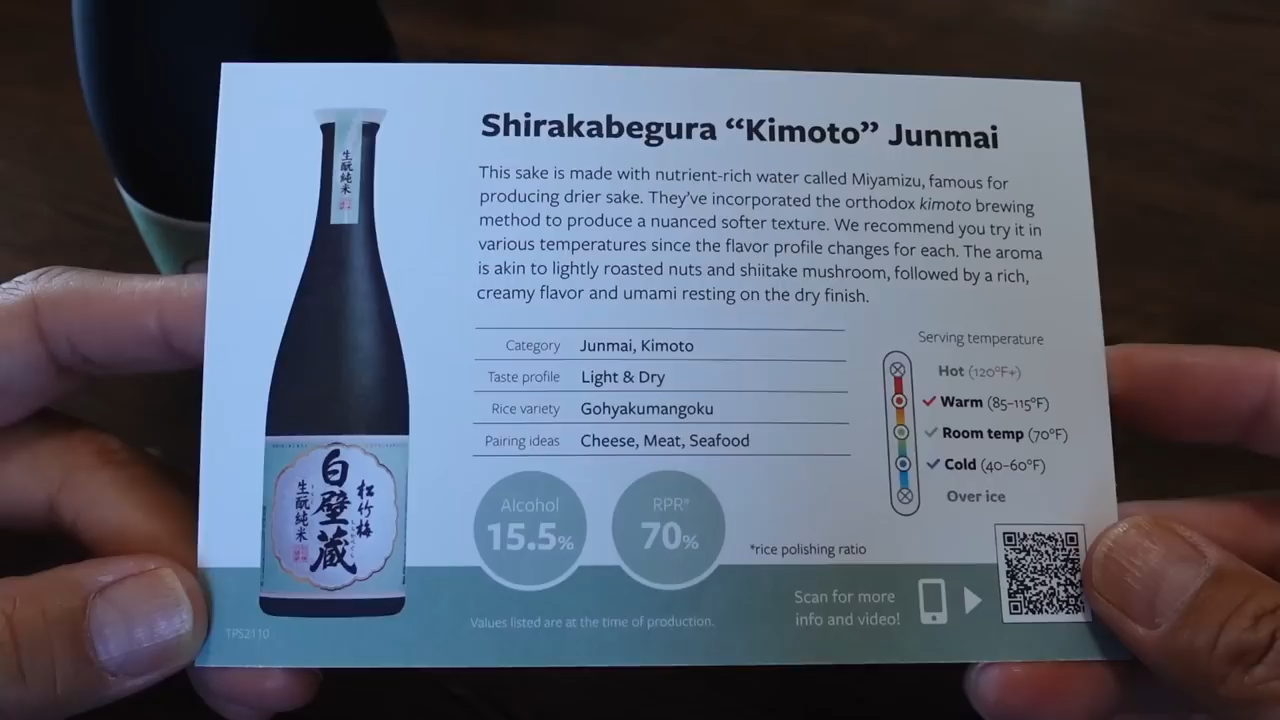 Shirakabegura “Kimoto” Junmai
This sake is made with nutrient-rich water called Miyamizu, famous for
producing drier sake. They’ve incorporated the orthodox kimoto brewing
method to produce a nuanced softer texture. We recommend you try it in
various temperatures since the flavor profile changes for each. The aroma
is akin to lightly roasted nuts and shiitake mushroom, followed by a rich,
creamy flavor and umami resting on the dry finish.
Category Junmai, Kimoto
Taste profile Light & Dry
Rice variety Gohyakumangoku
Pairing ideas Cheese, Meat, Seafood
Serving temperature
Hot (120°F+)
Warm (85–115°F)
Room temp (70°F)
Cold (40–60°F)
Over ice
Alcohol
15.5%
RPR*
70%
*rice polishing ratio
Values listed are at the time of production.
Scan for more
info and video!
TPS2110
生酛純米
松竹梅
白壁蔵
しらかべぐら
生酛純米